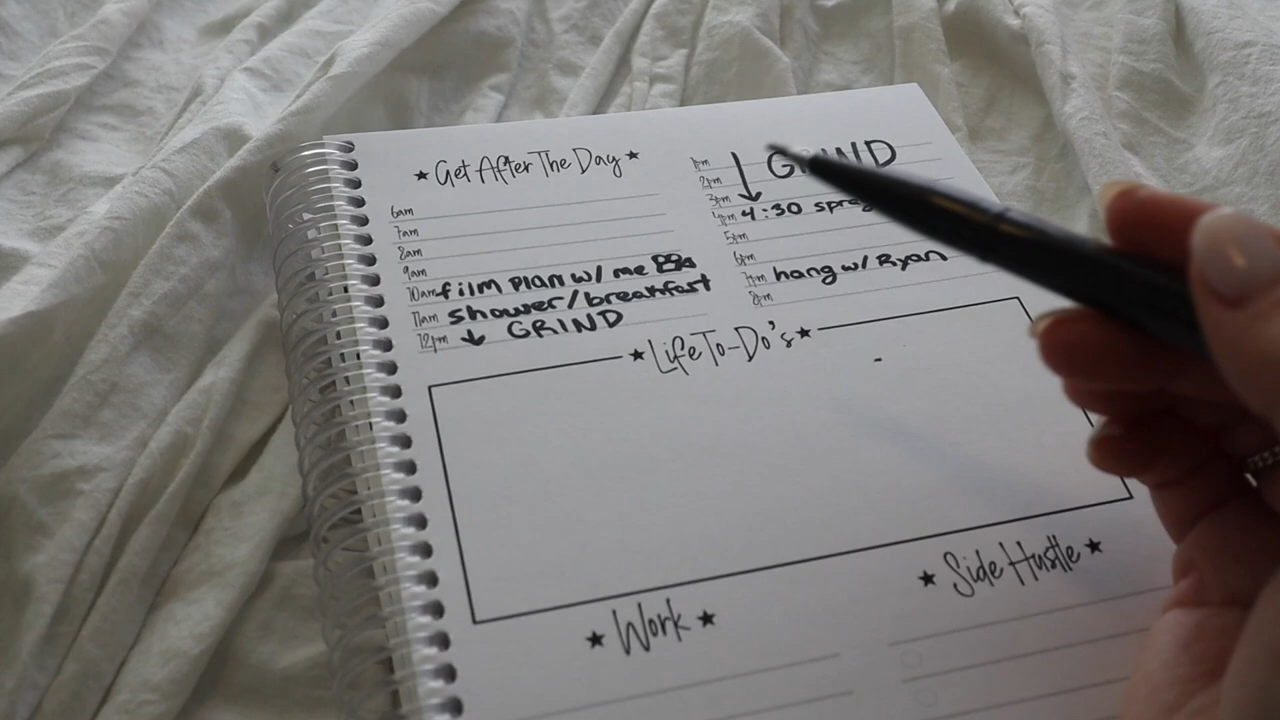 ★ Get After The Day ★
6am
7am
8am
9am
10am film plan w/ me
11am shower/breakfast
12pm ↓ GRIND
1pm ↓ GRIND
2pm
3pm
4pm 4:30
5pm
6pm
7pm hang w/ Ryan
8pm
★ Life To-Do's ★
★ Work ★
★ Side Hustle ★